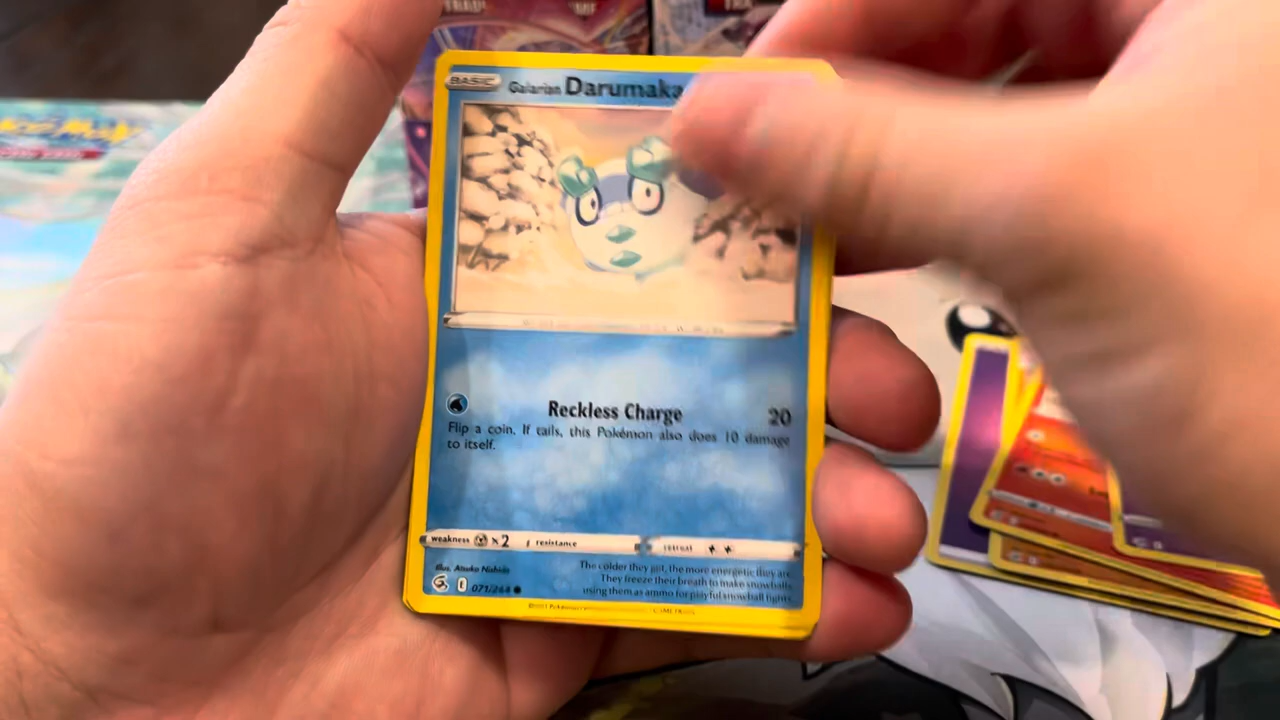 BASIC Galarian Darumaka
Reckless Charge 20
Flip a coin. If tails, this Pokémon also does 10 damage
to itself.
weakness ×2 resistance retreat
Illus. Atsuko Nishida
The colder they get, the more energetic they are.
They freeze their breath to make snowballs,
using them as ammo for playful snowball fights.
071/264